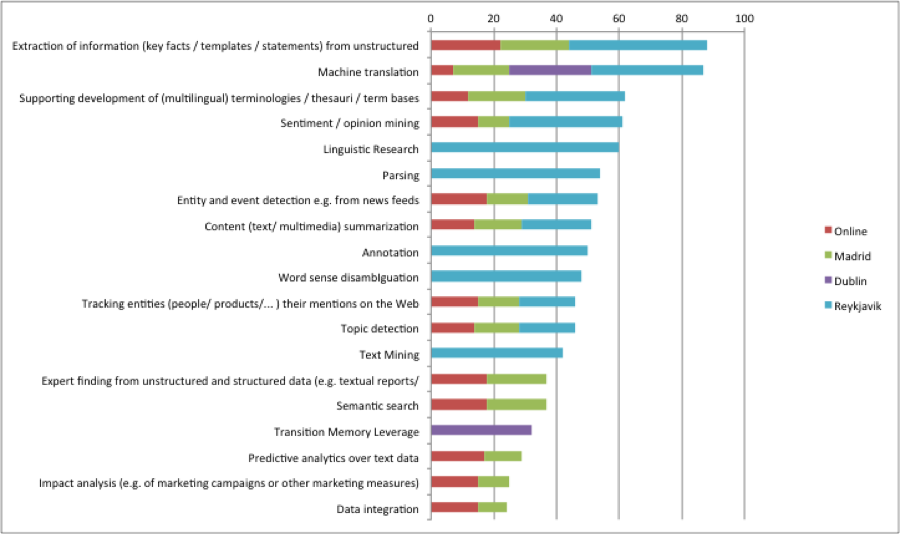 0 20 40 60 80 100
Extraction of information (key facts / templates / statements) from unstructured
Machine translation
Supporting development of (multilingual) terminologies / thesauri / term bases
Sentiment / opinion mining
Linguistic Research
Parsing
Entity and event detection e.g. from news feeds
Content (text/ multimedia) summarization
Annotation
Word sense disambIguation
Tracking entities (people/ products/... ) their mentions on the Web
Topic detection
Text Mining
Expert finding from unstructured and structured data (e.g. textual reports/
Semantic search
Transition Memory Leverage
Predictive analytics over text data
Impact analysis (e.g. of marketing campaigns or other marketing measures)
Data integration
Online
Madrid
Dublin
Reykjavik